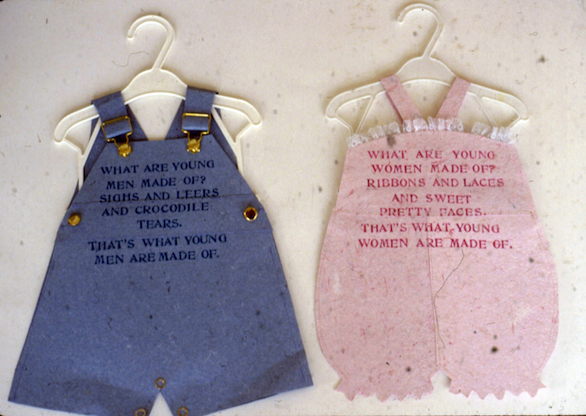 WHAT ARE YOUNG
MEN MADE OF?
SIGHS AND LEERS
AND CROCODILE
TEARS.
THAT'S WHAT YOUNG
MEN ARE MADE OF.
WHAT ARE YOUNG
WOMEN MADE OF?
RIBBONS AND LACES
AND SWEET
PRETTY FACES.
THAT'S WHAT YOUNG
WOMEN ARE MADE OF.